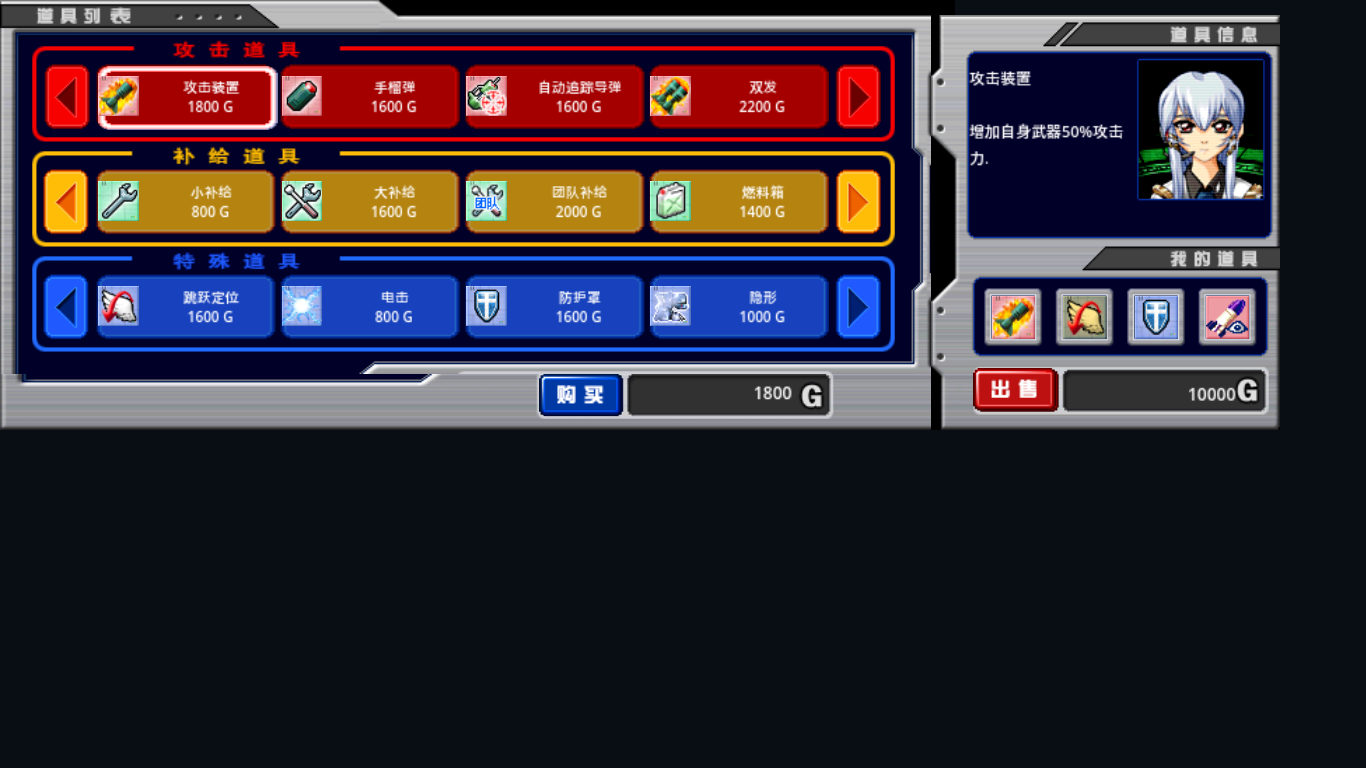 道具列表
攻击道具
攻击装置
1800 G
手榴弹
1600 G
自动追踪导弹
1600 G
双发
2200 G
补给道具
小补给
800 G
大补给
1600 G
团队补给
2000 G
团队
燃料箱
1400 G
特殊道具
跳跃定位
1600 G
电击
800 G
防护罩
1600 G
隐形
1000 G
购买
1800 G
道具信息
攻击装置
增加自身武器50%攻击
力.
我的道具
出售
10000G